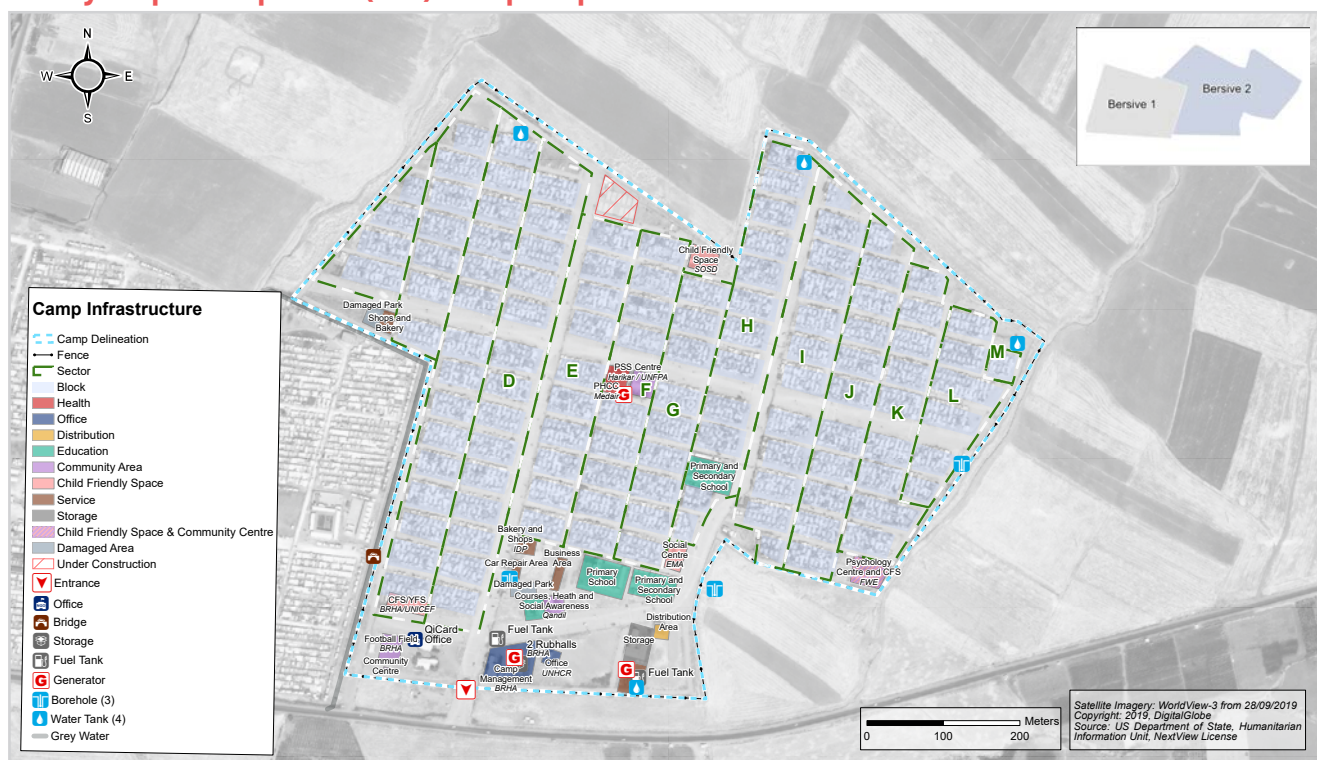 N
W
E
S
Bersive 1
Bersive 2
Child Friendly
Space
SOSD
Damaged Park
Shops and
Bakery
H
M
I
PSS Centre
Harikar / UNFPA
PHCC
Medair
G
D
E
F
G
J
K
L
Primary and
Secondary
School
Bakery and
Shops
IDP
Business
Area
Car Repair Area
Social
Centre
EMA
Damaged Park
Primary
School
Primary and
Secondary
School
Psychology
Centre and CFS
FWE
Courses, Heath and
Social Awareness
Qandil
CFS/YFS
BRHA/UNICEF
Distribution
Area
QiCard
Office
Football Field
BRHA
Community
Centre
Fuel Tank
2 Rubhalls
BRHA
Storage
G
Camp
Management
BRHA
Office
UNHCR
G
Fuel Tank
Camp Infrastructure
Camp Delineation
Fence
Sector
Block
Health
Office
Distribution
Education
Community Area
Child Friendly Space
Service
Storage
Child Friendly Space & Community Centre
Damaged Area
Under Construction
Entrance
Office
Bridge
Storage
Fuel Tank
G Generator
Borehole (3)
Water Tank (4)
Grey Water
Meters
0 100 200
Satellite Imagery: WorldView-3 from 28/09/2019
Copyright: 2019, DigitalGlobe
Source: US Department of State, Humanitarian
Information Unit, NextView License